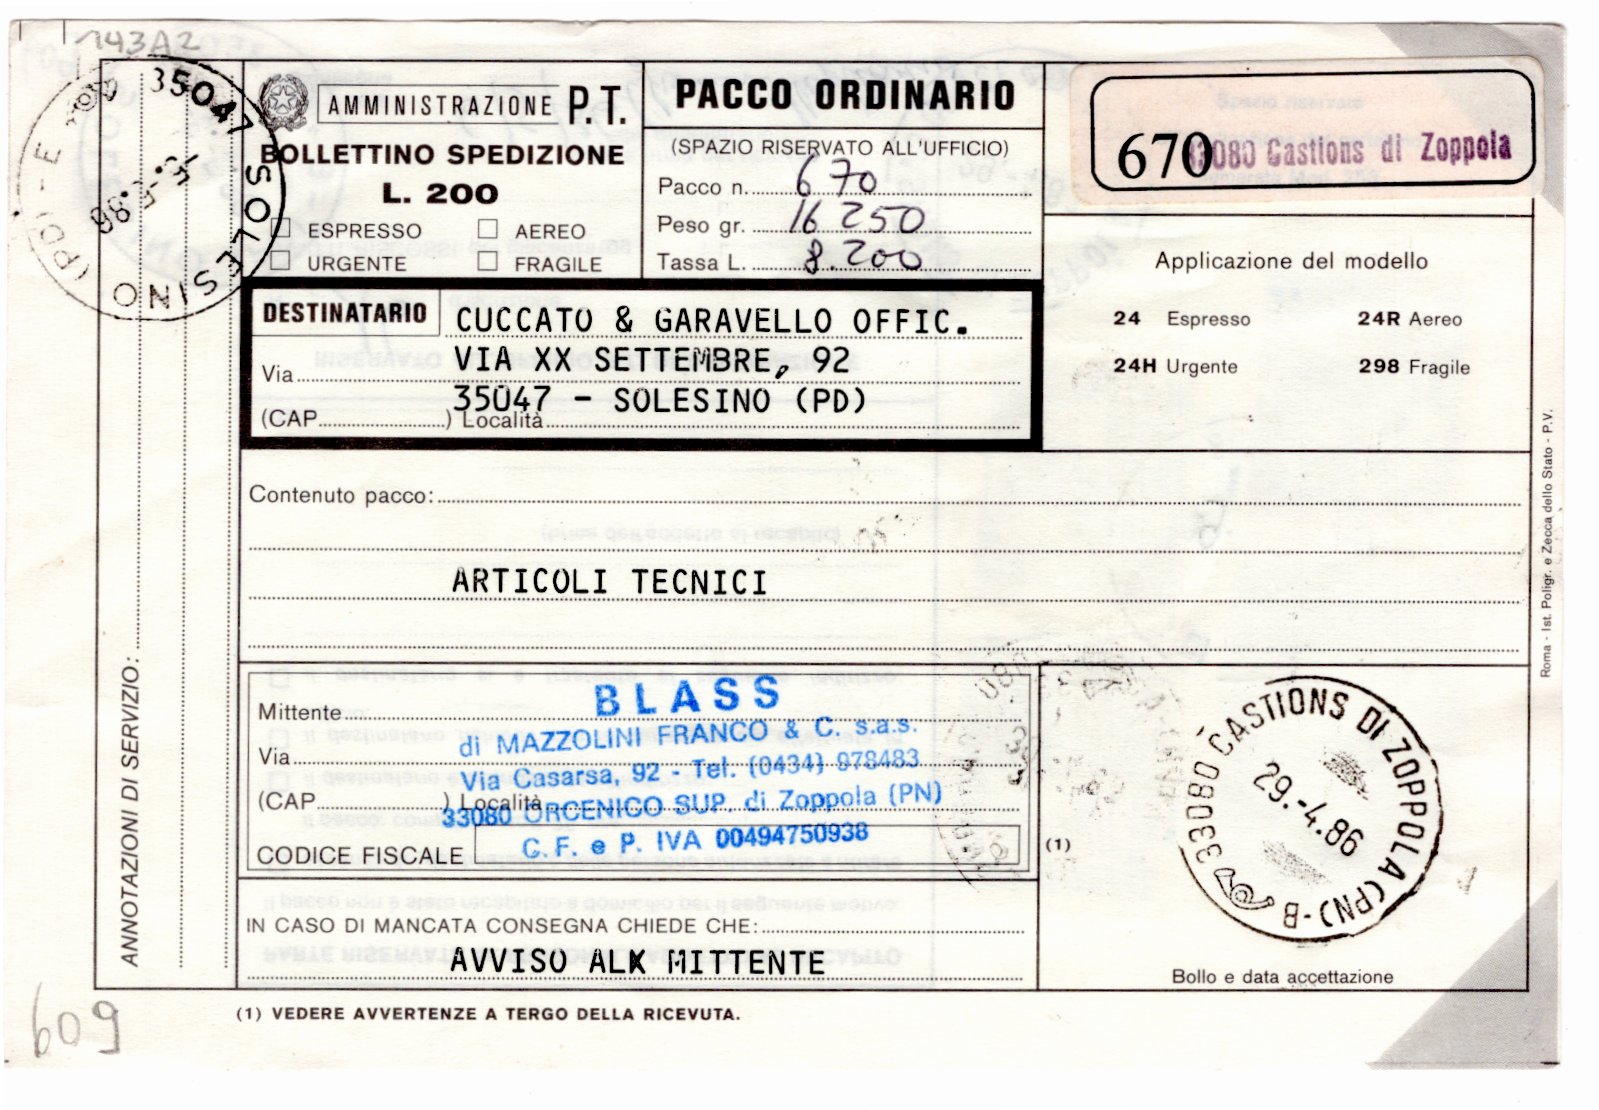 143A2
35047 SOLESINO (PD) - E
AMMINISTRAZIONE P.T.
BOLLETTINO SPEDIZIONE
L. 200
ESPRESSO AEREO
URGENTE FRAGILE
PACCO ORDINARIO
(SPAZIO RISERVATO ALL'UFFICIO)
Pacco n. 670
Peso gr. 16250
Tassa L. 8.200
670 33080 Castions di Zoppola
Applicazione del modello
24 Espresso 24R Aereo
24H Urgente 298 Fragile
DESTINATARIO CUCCATO & GARAVELLO OFFIC.
Via VIA XX SETTEMBRE, 92
(CAP ) Località 35047 - SOLESINO (PD)
Contenuto pacco:
ARTICOLI TECNICI
Mittente BLASS
di MAZZOLINI FRANCO & C. s.a.s.
Via Via Casarsa, 92 - Tel. (0434) 978483
(CAP ) Località 33080 ORCENICO SUP. di Zoppola (PN)
CODICE FISCALE C.F. e P. IVA 00494750938
(1)
33080 CASTIONS DI ZOPPOLA (PN) - B
29.-4.86
IN CASO DI MANCATA CONSEGNA CHIEDE CHE:
AVVISO ALK MITTENTE
Bollo e data accettazione
(1) VEDERE AVVERTENZE A TERGO DELLA RICEVUTA.
ANNOTAZIONI DI SERVIZIO:
Roma - Ist. Poligr. e Zecca dello Stato - P.V.
609